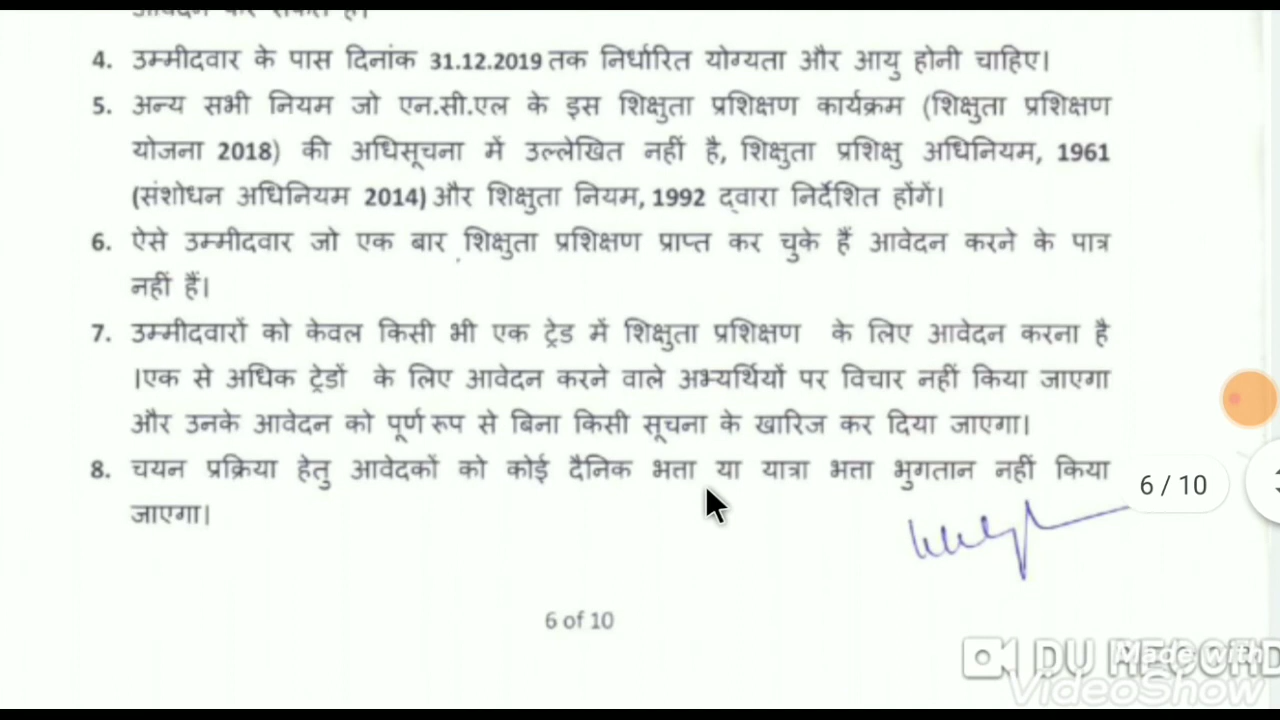 4. उम्मीदवार के पास दिनांक 31.12.2019 तक निर्धारित योग्यता और आयु होनी चाहिए।
5. अन्य सभी नियम जो एन.सी.एल के इस शिक्षुता प्रशिक्षण कार्यक्रम (शिक्षुता प्रशिक्षण
योजना 2018) की अधिसूचना में उल्लेखित नहीं है, शिक्षुता प्रशिक्षु अधिनियम, 1961
(संशोधन अधिनियम 2014) और शिक्षुता नियम, 1992 द्वारा निर्देशित होंगें।
6. ऐसे उम्मीदवार जो एक बार शिक्षुता प्रशिक्षण प्राप्त कर चुके हैं आवेदन करने के पात्र
नहीं हैं।
7. उम्मीदवारों को केवल किसी भी एक ट्रेड में शिक्षुता प्रशिक्षण के लिए आवेदन करना है
।एक से अधिक ट्रेडों के लिए आवेदन करने वाले अभ्यर्थियों पर विचार नहीं किया जाएगा
और उनके आवेदन को पूर्ण रूप से बिना किसी सूचना के खारिज कर दिया जाएगा।
8. चयन प्रक्रिया हेतु आवेदकों को कोई दैनिक भत्ता या यात्रा भत्ता भुगतान नहीं किया
जाएगा।
6 / 10
6 of 10
DU RECORD
Made with
VideoShow